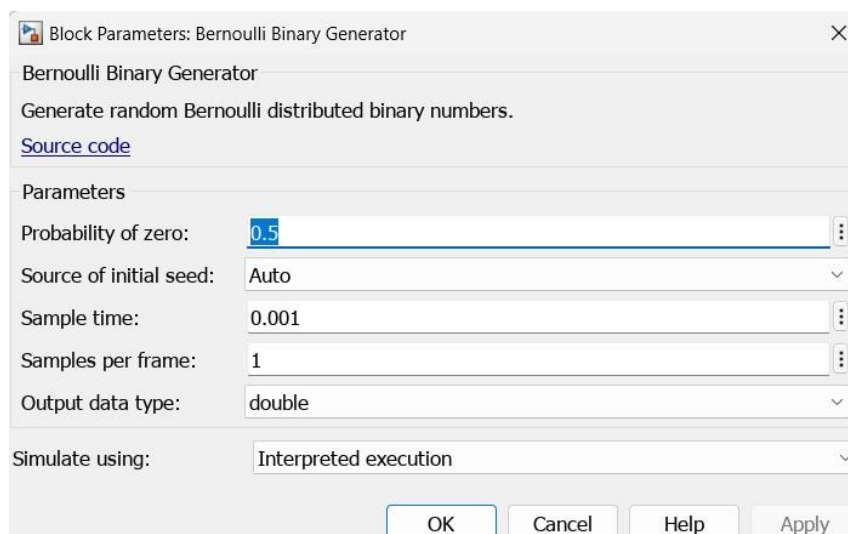 Block Parameters: Bernoulli Binary Generator
Bernoulli Binary Generator
Generate random Bernoulli distributed binary numbers.
Source code
Parameters
Probability of zero: 0.5
Source of initial seed: Auto
Sample time: 0.001
Samples per frame: 1
Output data type: double
Simulate using: Interpreted execution
OK Cancel Help Apply